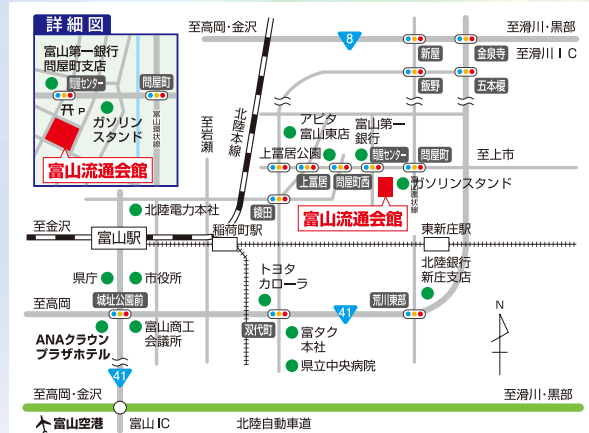 詳細図
富山第一銀行
問屋町支店
問屋センター
問屋町
P
ガソリン
スタンド
富山環状線
富山流通会館
至高岡・金沢
8
至滑川・黒部
新屋
金泉寺
至滑川IC
飯野
五本榎
至岩瀬
北陸本線
アピタ
富山東店
富山第一
銀行
上冨居公園
問屋センター
問屋町
至上市
上冨居
問屋町西
ガソリンスタンド
富山流通会館
環状線
綾田
北陸電力本社
至金沢
富山駅
稲荷町駅
東新庄駅
県庁
市役所
トヨタ
カローラ
北陸銀行
新庄支店
至高岡
城址公園前
荒川東部
41
双代町
N
ANAクラウン
プラザホテル
富山商工
会議所
富タク
本社
県立中央病院
41
至高岡・金沢
至滑川・黒部
富山空港
富山IC
北陸自動車道